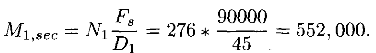 M_{1,sec} = N_1 \frac{F_s}{D_1} = 276 * \frac{90000}{45} = 552,000.